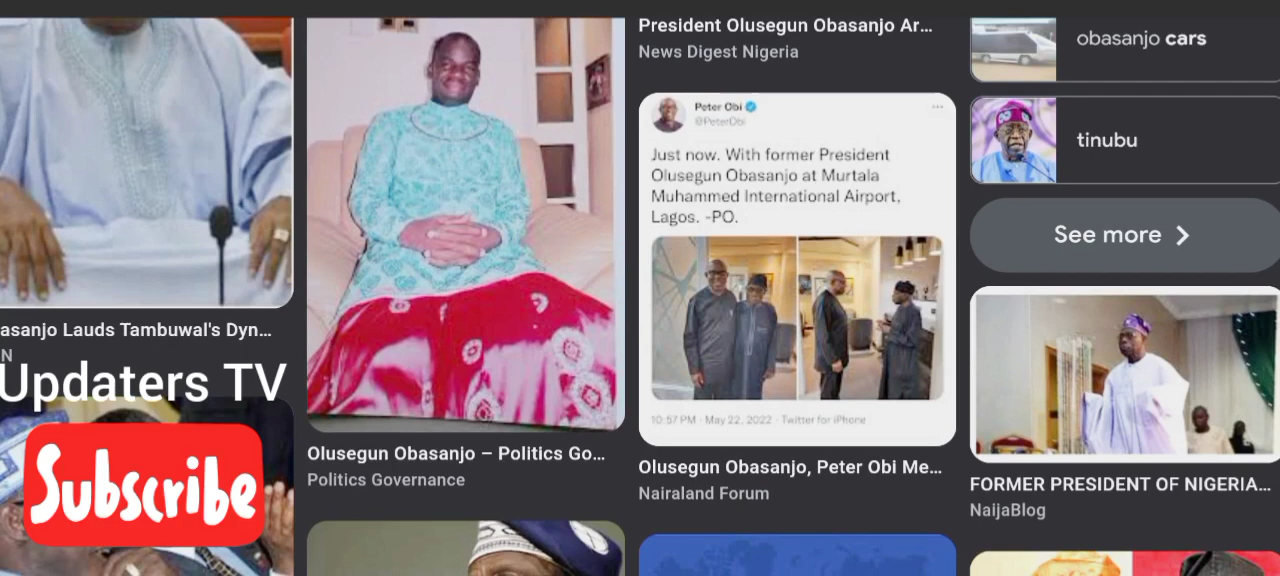 asanjo Lauds Tambuwal's Dyn...
N
Updaters TV
Subscribe
Olusegun Obasanjo – Politics Go...
Politics Governance
President Olusegun Obasanjo Ar...
News Digest Nigeria
Peter Obi
@PeterObi
Just now. With former President
Olusegun Obasanjo at Murtala
Muhammed International Airport,
Lagos. -PO.
10:57 PM · May 22, 2022 · Twitter for iPhone
Olusegun Obasanjo, Peter Obi Me...
Nairaland Forum
obasanjo cars
tinubu
See more
FORMER PRESIDENT OF NIGERIA...
NaijaBlog